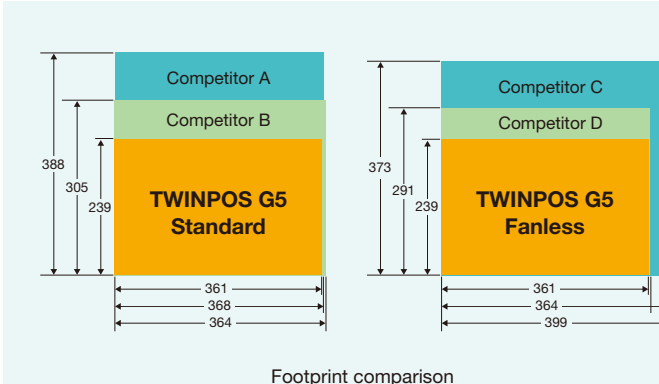 Competitor A
Competitor B
388
305
239
TWINPOS G5
Standard
361
368
364
Competitor C
Competitor D
373
291
239
TWINPOS G5
Fanless
361
364
399
Footprint comparison